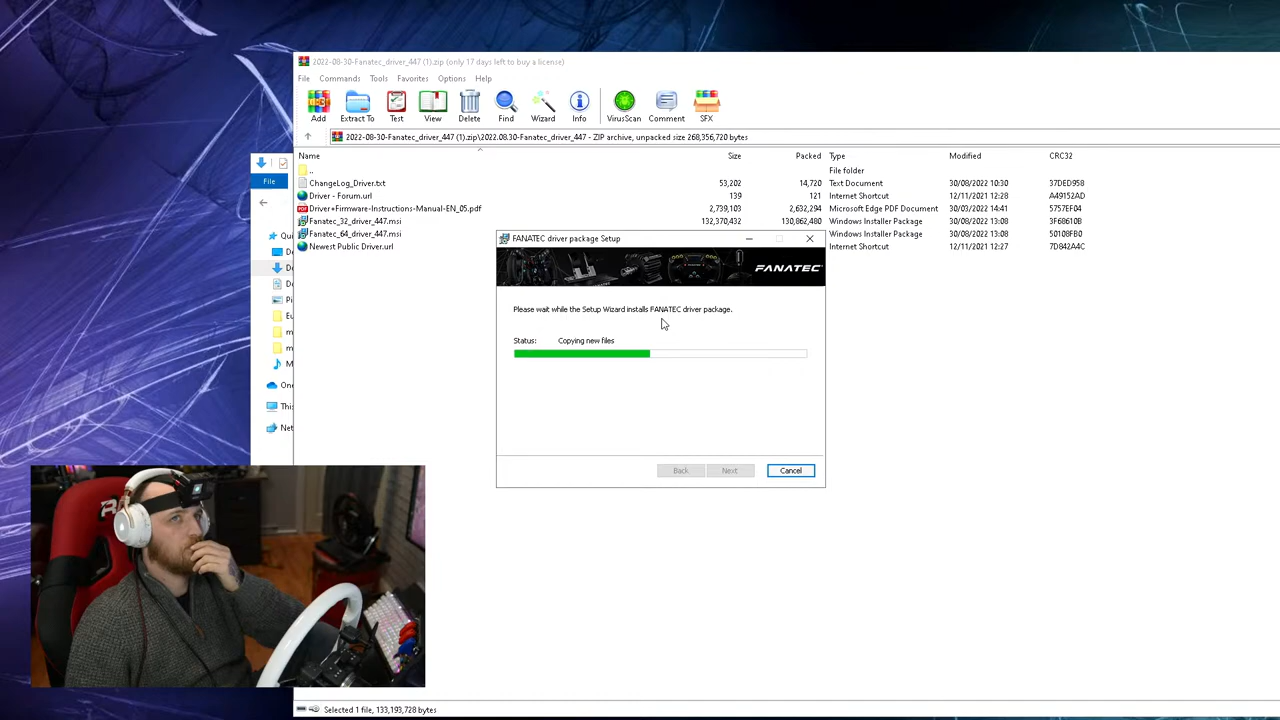 2022-08-30-Fanatec_driver_447 (1).zip (only 17 days left to buy a license)
File Commands Tools Favorites Options Help
Add Extract To Test View Delete Find Wizard Info VirusScan Comment SFX
2022-08-30-Fanatec_driver_447 (1).zip\2022.08.30-Fanatec_driver_447 - ZIP archive, unpacked size 268,356,720 bytes
Name Size Packed Type Modified CRC32
.. File folder
ChangeLog_Driver.txt 53,202 14,720 Text Document 30/08/2022 10:30 37DED958
Driver - Forum.url 139 121 Internet Shortcut 12/11/2021 12:28 A49152AD
Driver+Firmware-Instructions-Manual-EN_05.pdf 2,739,103 2,632,294 Microsoft Edge PDF Document 30/03/2022 14:41 5757EF04
Fanatec_32_driver_447.msi 132,370,432 130,862,480 Windows Installer Package 30/08/2022 13:08 3F68610B
Fanatec_64_driver_447.msi Windows Installer Package 30/08/2022 13:08 50108FB0
Newest Public Driver.url Internet Shortcut 12/11/2021 12:27 7D842A4C
File
Qui
De
De
D
Pi
Eu
m
m
M
One
This
Net
FANATEC driver package Setup
FANATEC
Please wait while the Setup Wizard installs FANATEC driver package.
Status: Copying new files
Back Next Cancel
Selected 1 file, 133,193,728 bytes